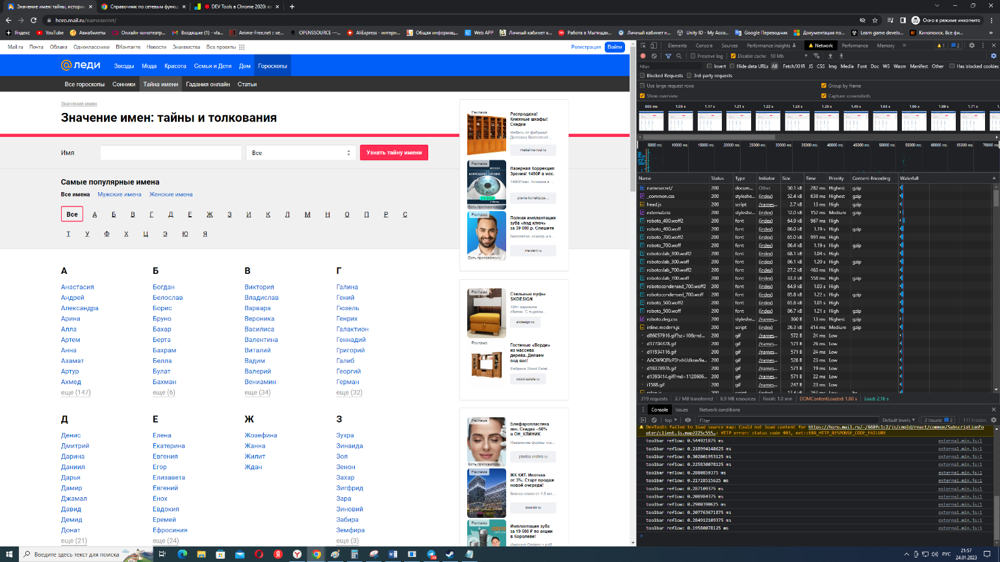 Значение имен: тайны, истори
Справочник по сетевым функц
DEV Tools в Chrome 2020: ка
horo.mail.ru/namesecret/
Окно в режиме инкогнито
Яндекс
YouTube
Авиабилеты
Онлайн-кинотеатр...
Входящие (1) - vla...
Anime-Free.net :: хе...
OPENSSOURCE —...
AliExpress - интерн...
Общая информац...
Web APP
Личный кабинет к...
Работа в Мытищах...
Личный кабинет н...
Unity ID - My Acco...
Google Переводчик
Документация по...
Learn game develo...
Кинопоиск. Все фи...
Mail.ru Почта Облако Одноклассники ВКонтакте Новости Знакомства Все проекты
Регистрация Войти
леди Звезды Мода Красота Семья и Дети Дом Гороскопы
Все гороскопы Сонники Тайна имени Гадания онлайн Статьи
Значение имен
Значение имен: тайны и толкования
Имя Все Узнать тайну имени
Самые популярные имена
Все имена Мужские имена Женские имена
Все А Б В Г Д Е Ж З И К Л М Н О П Р С
Т У Ф Х Ц Э Ю Я
А Б В Г
Анастасия Богдан Виктория Галина
Андрей Белослав Владислав Гений
Александра Борис Варвара Гюзель
Арина Бруно Вероника Генрих
Алла Бахар Василиса Галактион
Артем Берта Валентина Геннадий
Анна Бахрам Виталий Григорий
Азамат Белла Вадим Галиб
Артур Булат Валерий Георгий
Ахмед Бахман Вениамин Герман
еще (147) еще (6) еще (34) еще (32)
Д Е Ж З
Денис Елена Жозефина Зухра
Дмитрий Екатерина Жанна Зинаида
Дарина Евгения Жилит Зоя
Даниил Егор Ждан Зенон
Дарья Елизавета Захар
Дамир Евгений Зигфрид
Джамал Енох Зара
Давид Евдокия Зиновий
Демид Еремей Забира
Донат Ефросиния Земфира
еще (21) еще (24) еще (3)
Реклама
Распродажа!
Книжные шкафы!
Скидки
Мебель от фабрики!
Доставка бесплатно!...
mebel-na-rusi.ru
Реклама
Лазерная Коррекция
Зрения! 1490₽ в мес.
1490₽/мес. Клиника в ...
zrenie-korrektsiya...
Есть противопока...
Реклама
Полная имплантация
зуба «под ключ»
за 39 000 р. Спешите
Бесплатно: осмотр и п...
me-dent.ru
Есть противопока...
Реклама
Стильные пуфы
SKDESIGN
185+ варианта
обивки. С ящиком...
skdesign.ru
Реклама
Гостиные «Верди»
из массива
дерева. Делаем
под вас!
Фабрика Wood Estat...
wood-estate.ru
Реклама
Блефаропластика
век. Скидка –50%
в ОН_КЛИНИК
Изменение формы гла...
plastica.onclinic.ru
Есть противопока...
Реклама
ЖК КИТ. Ипотека
от 3%. Старт продаж
новой очереди!
Бизнес-класс от 4.6 мл...
dom-kit.ru
Реклама
Имплантация зуба
за 19 500 ₽ по акции
в Королеве!
Имплант Osstem + раб...
Elements Console Sources Performance insights Network Performance Memory 1 2
Preserve log Disable cache 10 Mb
Filter Invert Hide data URLs All Fetch/XHR JS CSS Img Media Font Doc WS Wasm Manifest Other Has blocked cookies
Blocked Requests 3rd-party requests
Use large request rows Group by frame
Show overview Capture screenshots
888 ms 1.06 s 1.17 s 1.21 s 1.22 s 1.24 s 1.26 s 1.46 s 1.64 s 1.66 s 1.69 s 1.71 s
5000 ms 10000 ms 15000 ms 20000 ms 25000 ms 30000 ms 35000 ms 40000 ms 45000 ms 50000 ms 55000 ms 60000 ms 65000 ms 70000 m
Name Status Type Initiator Size Time Priority Content-Encoding Waterfall
namesecret/ 200 docum... Other 50.1 kB 282 ms Highest gzip
_common.css 200 styleshe... (index) 52.4 kB 638 ms Highest gzip
head.js 200 script /names... 2.7 kB 13 ms High gzip
external.css 200 styleshe... (index) 12.0 kB 152 ms Medium gzip
roboto_400.woff2 200 font (index) 64.9 kB 967 ms High
roboto_400.woff 200 font (index) 86.0 kB 1.19 s High gzip
roboto_700.woff2 200 font (index) 65.0 kB 991 ms High
roboto_700.woff 200 font (index) 86.4 kB 1.19 s High gzip
robotoslab_300.woff2 200 font (index) 68.1 kB 1.04 s High
robotoslab_300.woff 200 font (index) 86.1 kB 1.20 s High gzip
robotoslab_700.woff2 200 font (index) 27.2 kB 463 ms High
robotoslab_700.woff 200 font (index) 33.3 kB 558 ms High gzip
robotocondensed_700.woff2 200 font (index) 64.9 kB 1.03 s High
robotocondensed_700.woff 200 font (index) 85.8 kB 1.22 s High gzip
roboto_500.woff2 200 font (index) 65.6 kB 1.01 s High
roboto_500.woff 200 font (index) 86.7 kB 1.21 s High gzip
roboto.deg.css 200 styleshe... /names... 360 B 13 ms Highest gzip
inline.modern.js 200 script (index) 26.3 kB 414 ms Medium gzip
d86057916.gif?sz=10&rnd... 200 gif /names... 572 B 24 ms Low
d17704378.gif 200 gif /names... 571 B 26 ms Low
d11934116.gif 200 gif /names... 571 B 24 ms Low
AACW9QFlzP3hxhUdkrav9a... 200 gif /names... 528 B 23 ms Low
d18378976.gif 200 gif /names... 571 B 19 ms Low
d1390414.gif?rnd=1120606... 200 gif /names... 571 B 22 ms Low
i1588.gif 200 gif /names... 247 B 23 ms Low
319 requests 3.7 MB transferred 8.9 MB resources Finish: 1.0 min DOMContentLoaded: 1.80 s Load: 2.16 s
Console Issues Network conditions
top Filter Default levels 2 Issues: 2 117 hidden
DevTools failed to load source map: Could not load content for https://horo.mail.ru/-/660fc1c2/js/cmpld/react/common/SubscriptionFo
oter/client.js.map?225c555…: HTTP error: status code 403, net::ERR_HTTP_RESPONSE_CODE_FAILURE
toolbar reflow: 0.544921875 ms external.min.js:1
toolbar reflow: 0.218994140625 ms external.min.js:1
toolbar reflow: 0.302001953125 ms external.min.js:1
toolbar reflow: 0.225830078125 ms external.min.js:1
toolbar reflow: 0.2880859375 ms external.min.js:1
toolbar reflow: 0.21728515625 ms external.min.js:1
toolbar reflow: 0.287109375 ms external.min.js:1
toolbar reflow: 0.208984375 ms external.min.js:1
toolbar reflow: 0.2900390625 ms external.min.js:1
toolbar reflow: 0.207763671875 ms external.min.js:1
toolbar reflow: 0.284912109375 ms external.min.js:1
toolbar reflow: 0.19580078125 ms external.min.js:1
Введите здесь текст для поиска
РУС
21:57
24.01.2023